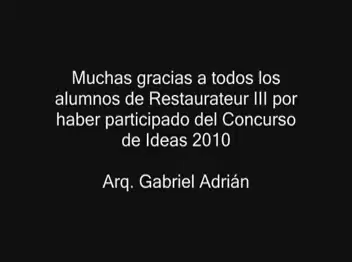 Muchas gracias a todos los
alumnos de Restaurateur III por
haber participado del Concurso
de Ideas 2010
Arq. Gabriel Adrián